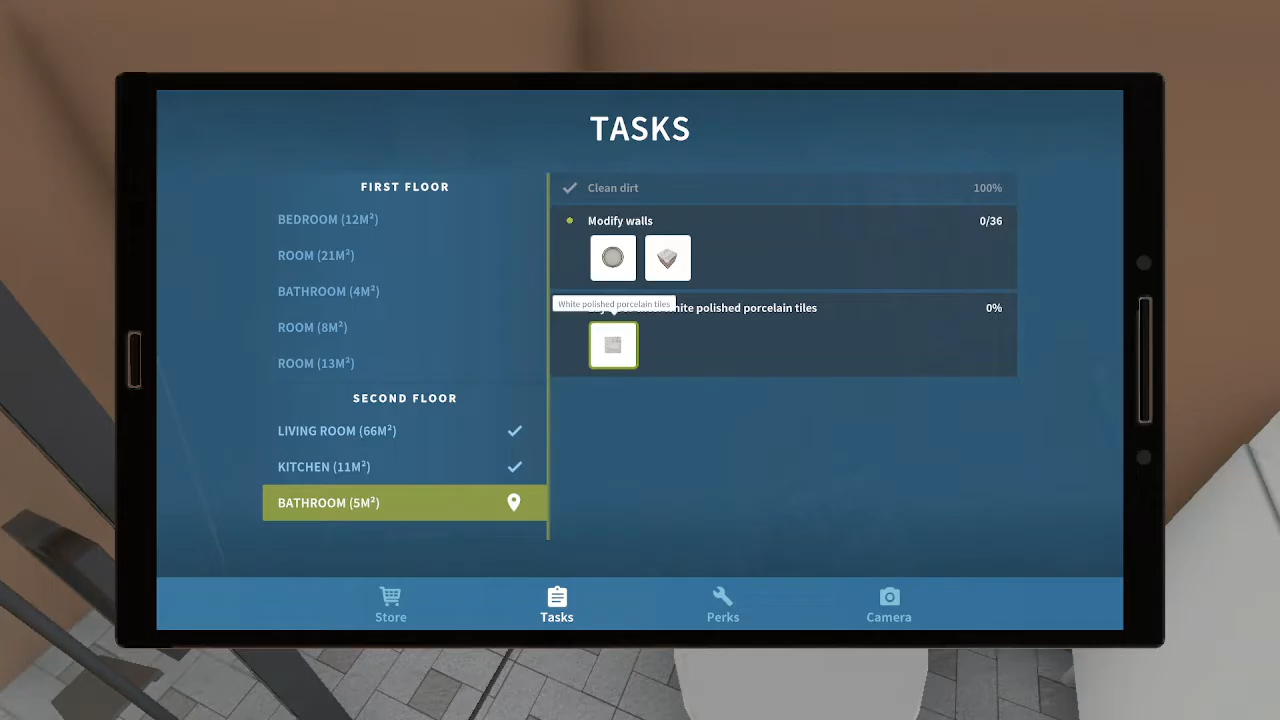 TASKS
FIRST FLOOR
BEDROOM (12M²)
ROOM (21M²)
BATHROOM (4M²)
ROOM (8M²)
ROOM (13M²)
SECOND FLOOR
LIVING ROOM (66M²)
KITCHEN (11M²)
BATHROOM (5M²)
Clean dirt 100%
Modify walls 0/36
White polished porcelain tiles
white polished porcelain tiles 0%
Store
Tasks
Perks
Camera